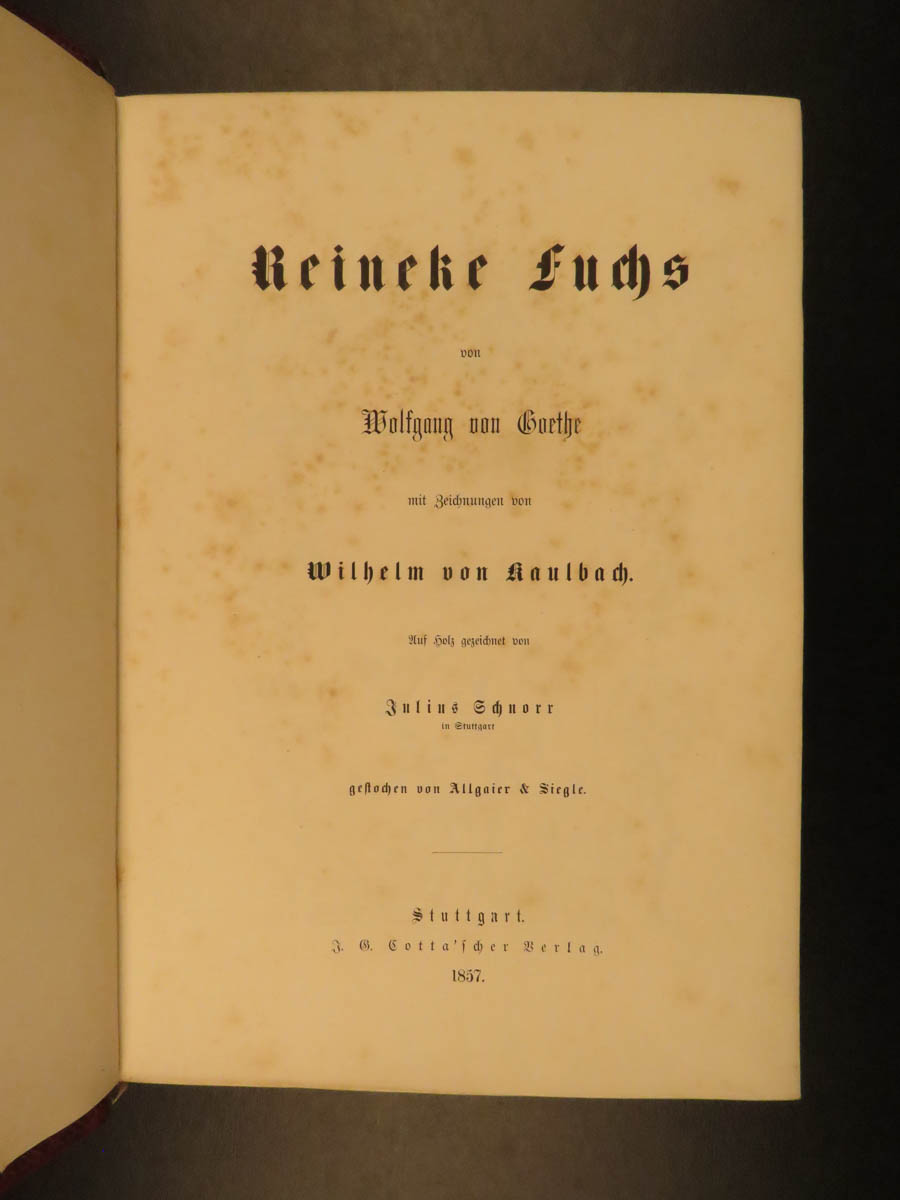 Reineke Fuchs
von
Wolfgang von Goethe
mit Zeichnungen von
Wilhelm von Kaulbach.
Auf Holz gezeichnet von
Julius Schnorr
in Stuttgart
gestochen von Allgaier & Siegle.
Stuttgart.
J. G. Cotta'scher Verlag.
1857.